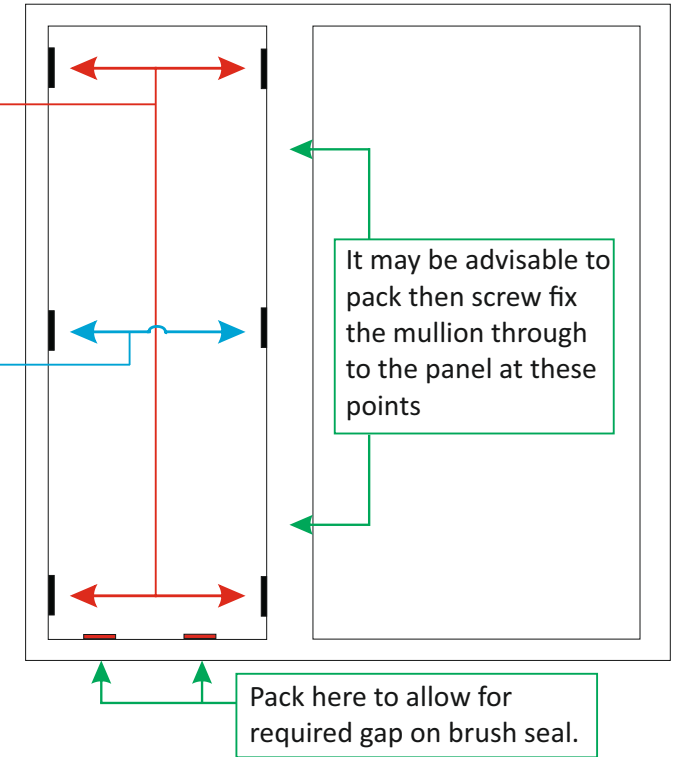 It may be advisable to
pack then screw fix
the mullion through
to the panel at these
points
Pack here to allow for
required gap on brush seal.